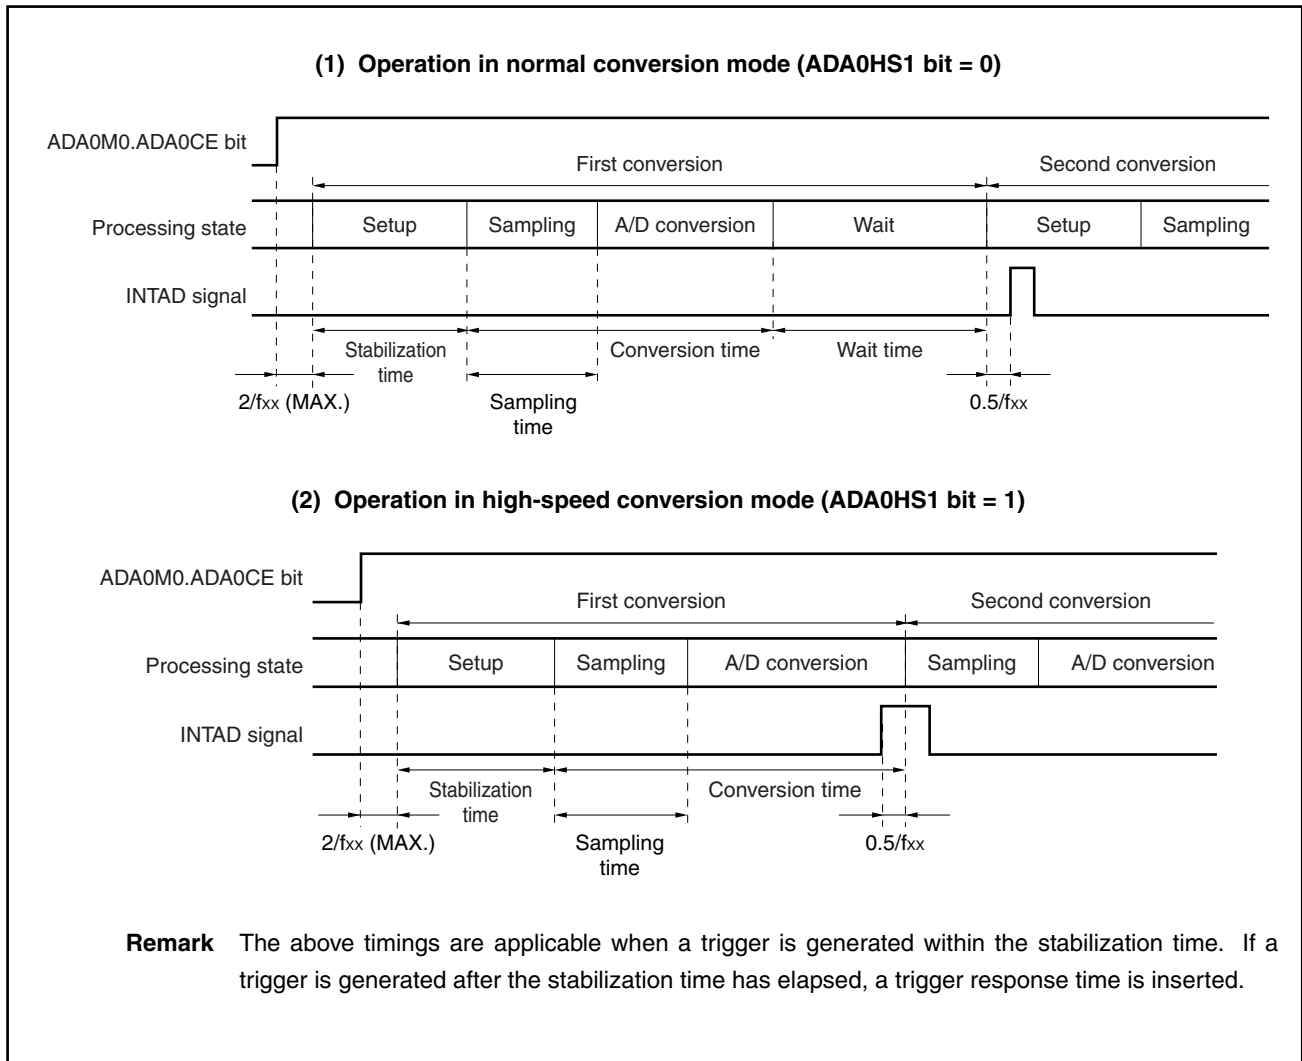 (1) Operation in normal conversion mode (ADA0HS1 bit = 0)
ADA0M0.ADA0CE bit
First conversion
Second conversion
Processing state
Setup
Sampling
A/D conversion
Wait
Setup
Sampling
INTAD signal
Stabilization
time
Conversion time
Wait time
2/fxx (MAX.)
Sampling
time
0.5/fxx
(2) Operation in high-speed conversion mode (ADA0HS1 bit = 1)
ADA0M0.ADA0CE bit
First conversion
Second conversion
Processing state
Setup
Sampling
A/D conversion
Sampling
A/D conversion
INTAD signal
Stabilization
time
Conversion time
2/fxx (MAX.)
Sampling
time
0.5/fxx
Remark The above timings are applicable when a trigger is generated within the stabilization time. If a
trigger is generated after the stabilization time has elapsed, a trigger response time is inserted.